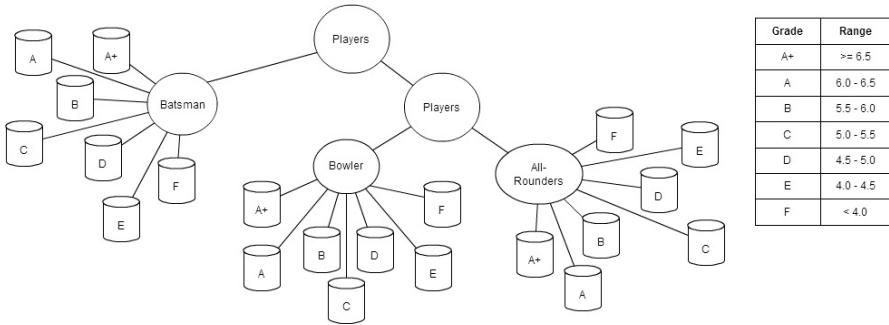 Players
Batsman
A
A+
B
C
D
E
F
Players
Bowler
A+
A
B
C
D
E
F
All-
Rounders
F
E
D
C
B
A
A+
Grade Range
A+ >= 6.5
A 6.0 - 6.5
B 5.5 - 6.0
C 5.0 - 5.5
D 4.5 - 5.0
E 4.0 - 4.5
F < 4.0